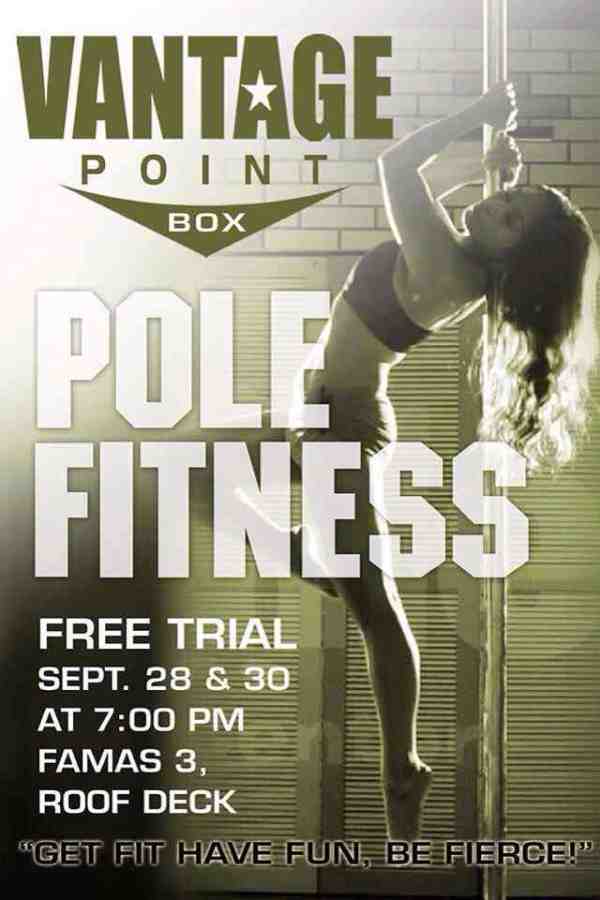 VANTAGE
POINT
BOX
POLE
FITNESS
FREE TRIAL
SEPT. 28 & 30
AT 7:00 PM
FAMAS 3,
ROOF DECK
"GET FIT HAVE FUN, BE FIERCE!"